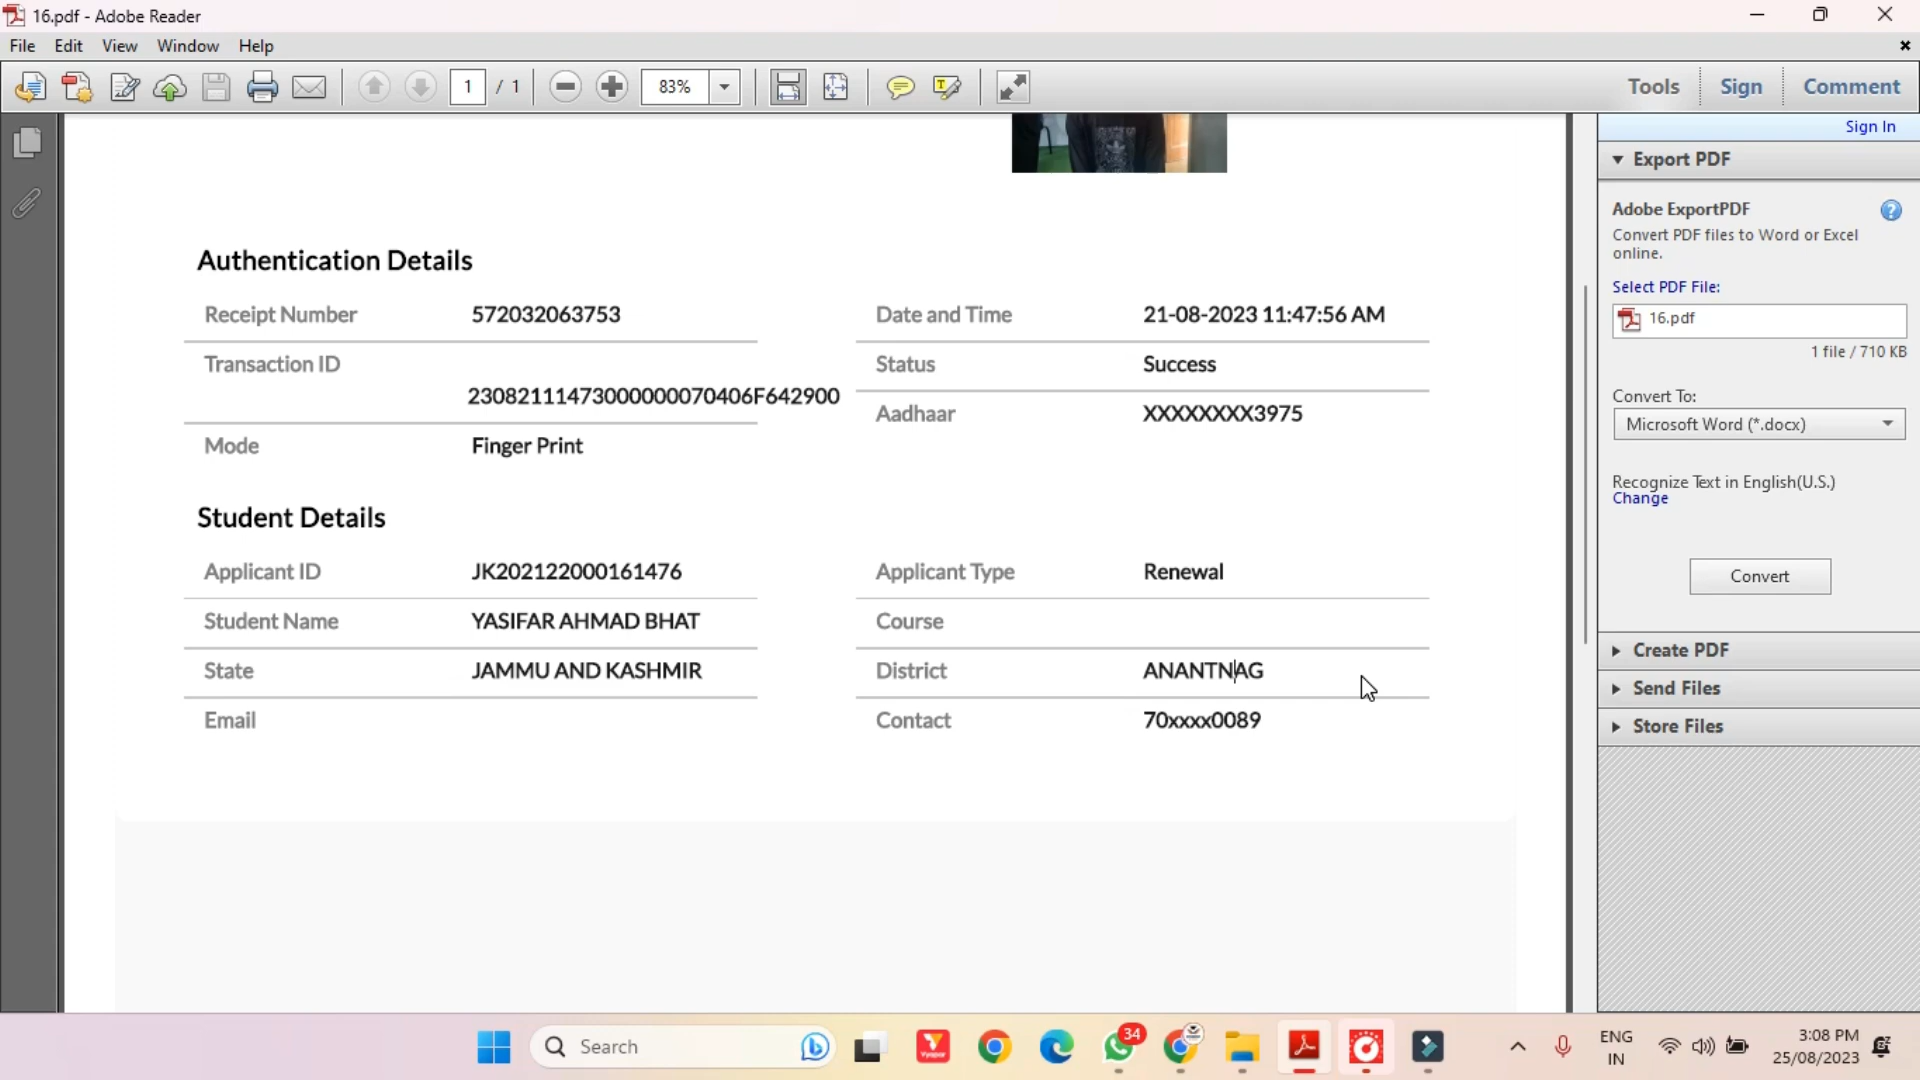 16.pdf - Adobe Reader
File Edit View Window Help
1 / 1 83% Tools Sign Comment
Sign In
Export PDF
Adobe ExportPDF
Convert PDF files to Word or Excel
online.
Select PDF File:
16.pdf
1 file / 710 KB
Convert To:
Microsoft Word (*.docx)
Recognize Text in English(U.S.)
Change
Convert
Create PDF
Send Files
Store Files
Authentication Details
Receipt Number 572032063753 Date and Time 21-08-2023 11:47:56 AM
Transaction ID Status Success
23082111473000000070406F642900
Aadhaar XXXXXXXX3975
Mode Finger Print
Student Details
Applicant ID JK202122000161476 Applicant Type Renewal
Student Name YASIFAR AHMAD BHAT Course
State JAMMU AND KASHMIR District ANANTNAG
Email Contact 70xxxx0089
Search
Vyapar
34
ENG
IN
3:08 PM
25/08/2023